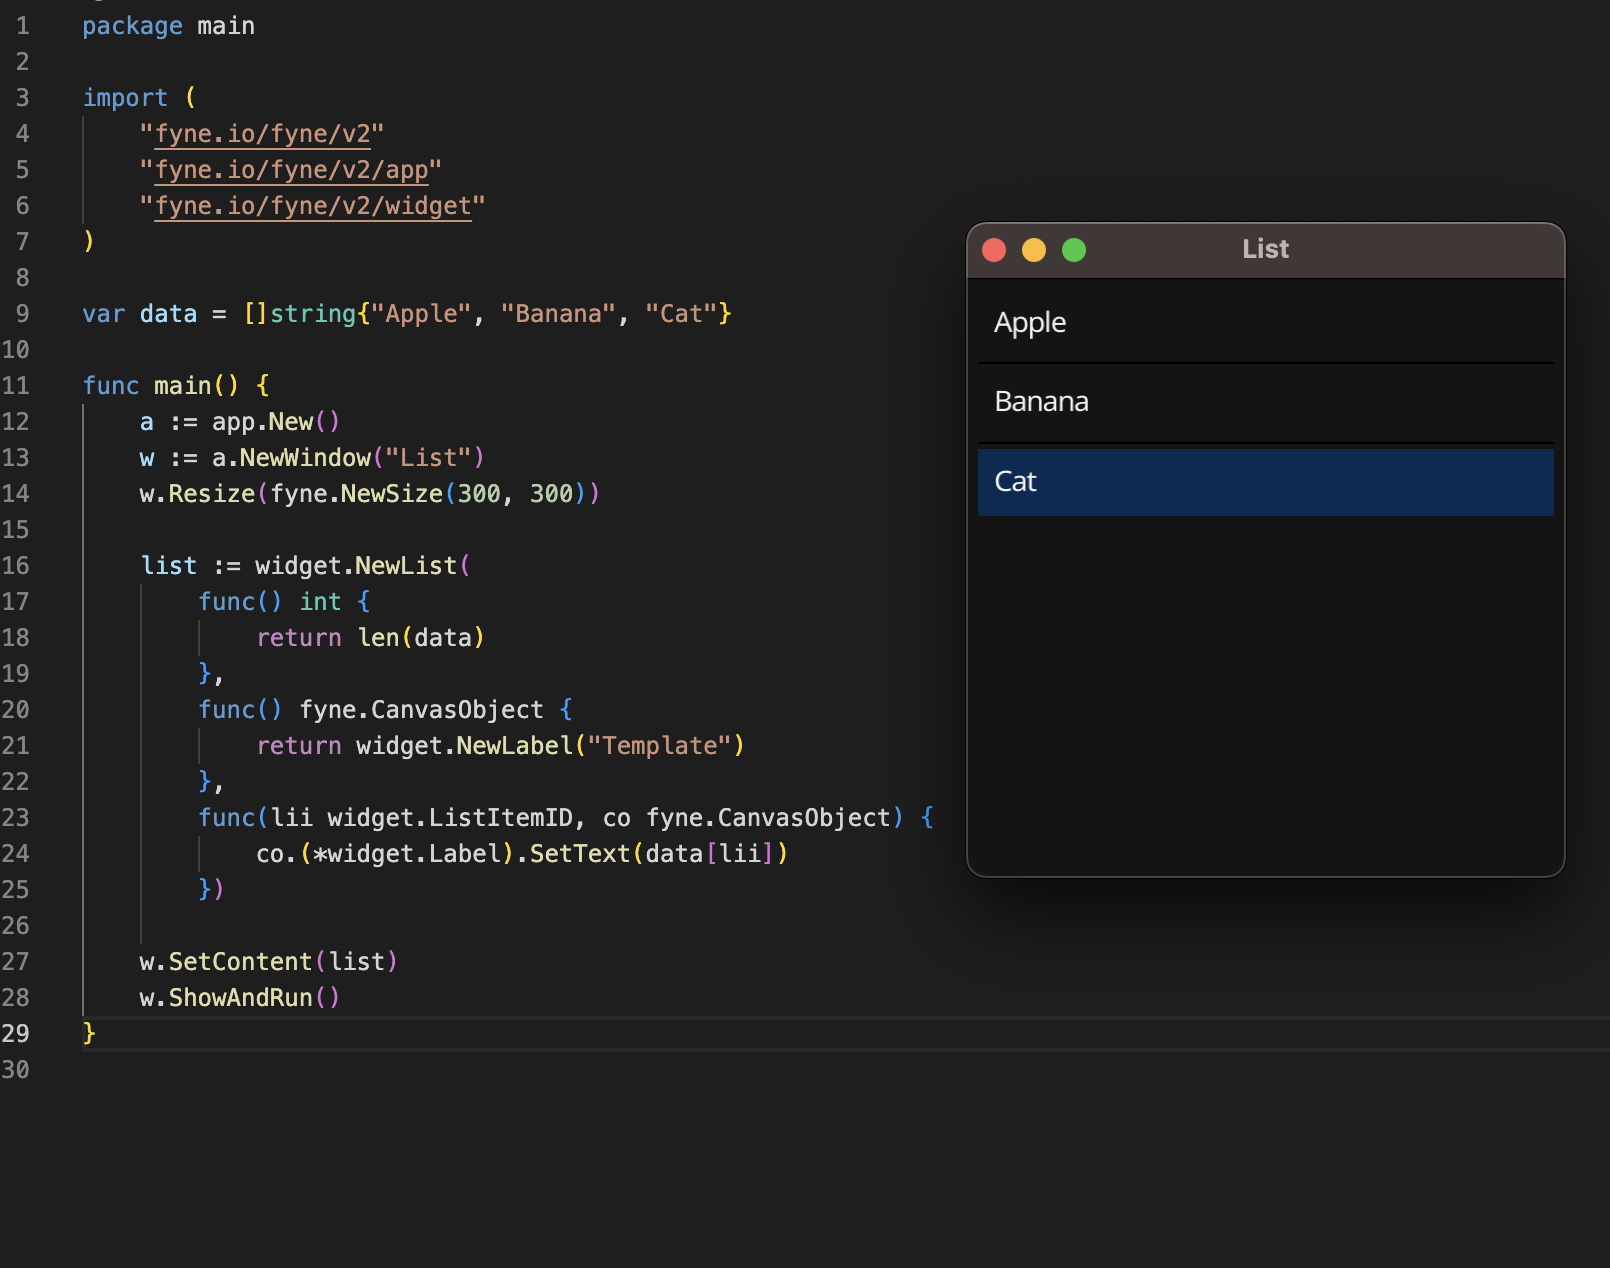 1 package main
2
3 import (
4 "fyne.io/fyne/v2"
5 "fyne.io/fyne/v2/app"
6 "fyne.io/fyne/v2/widget"
7 )
8
9 var data = []string{"Apple", "Banana", "Cat"}
10
11 func main() {
12 a := app.New()
13 w := a.NewWindow("List")
14 w.Resize(fyne.NewSize(300, 300))
15
16 list := widget.NewList(
17 func() int {
18 return len(data)
19 },
20 func() fyne.CanvasObject {
21 return widget.NewLabel("Template")
22 },
23 func(lii widget.ListItemID, co fyne.CanvasObject) {
24 co.(*widget.Label).SetText(data[lii])
25 })
26
27 w.SetContent(list)
28 w.ShowAndRun()
29 }
30
List
Apple
Banana
Cat